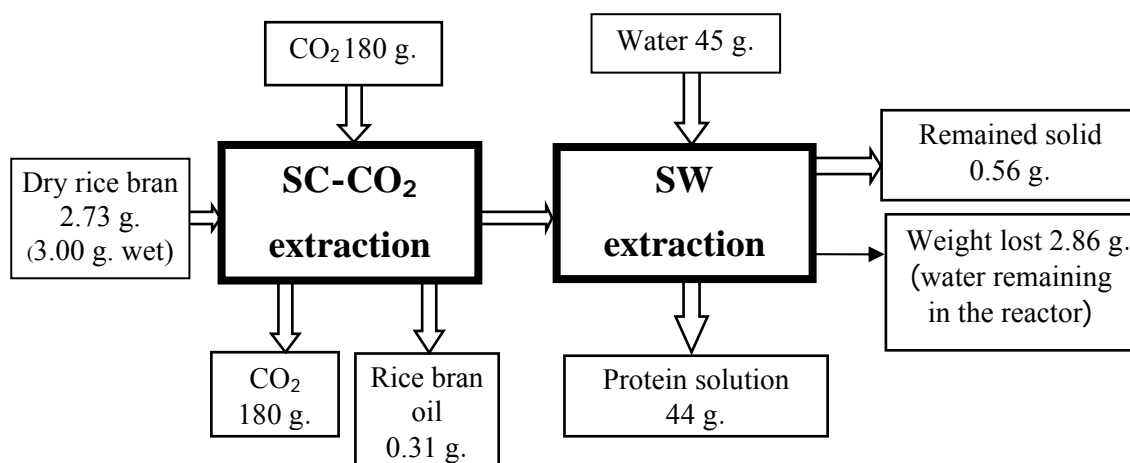 CO₂ 180 g.
Water 45 g.
Dry rice bran
2.73 g.
(3.00 g. wet)
SC-CO₂
extraction
SW
extraction
Remained solid
0.56 g.
Weight lost 2.86 g.
(water remaining
in the reactor)
CO₂
180 g.
Rice bran
oil
0.31 g.
Protein solution
44 g.